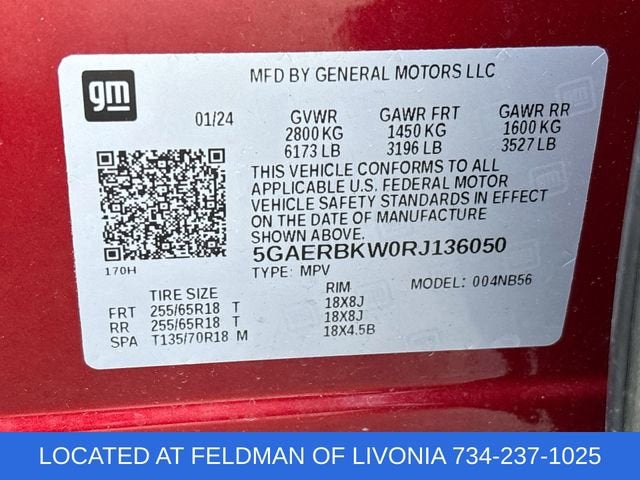 gm
MFD BY GENERAL MOTORS LLC
01/24 GVWR GAWR FRT GAWR RR
2800 KG 1450 KG 1600 KG
6173 LB 3196 LB 3527 LB
THIS VEHICLE CONFORMS TO ALL
APPLICABLE U.S. FEDERAL MOTOR
VEHICLE SAFETY STANDARDS IN EFFECT
ON THE DATE OF MANUFACTURE
SHOWN ABOVE.
170H
5GAERBKW0RJ136050
TYPE: MPV MODEL: 004NB56
TIRE SIZE RIM
FRT 255/65R18 T 18X8J
RR 255/65R18 T 18X8J
SPA T135/70R18 M 18X4.5B
LOCATED AT FELDMAN OF LIVONIA 734-237-1025